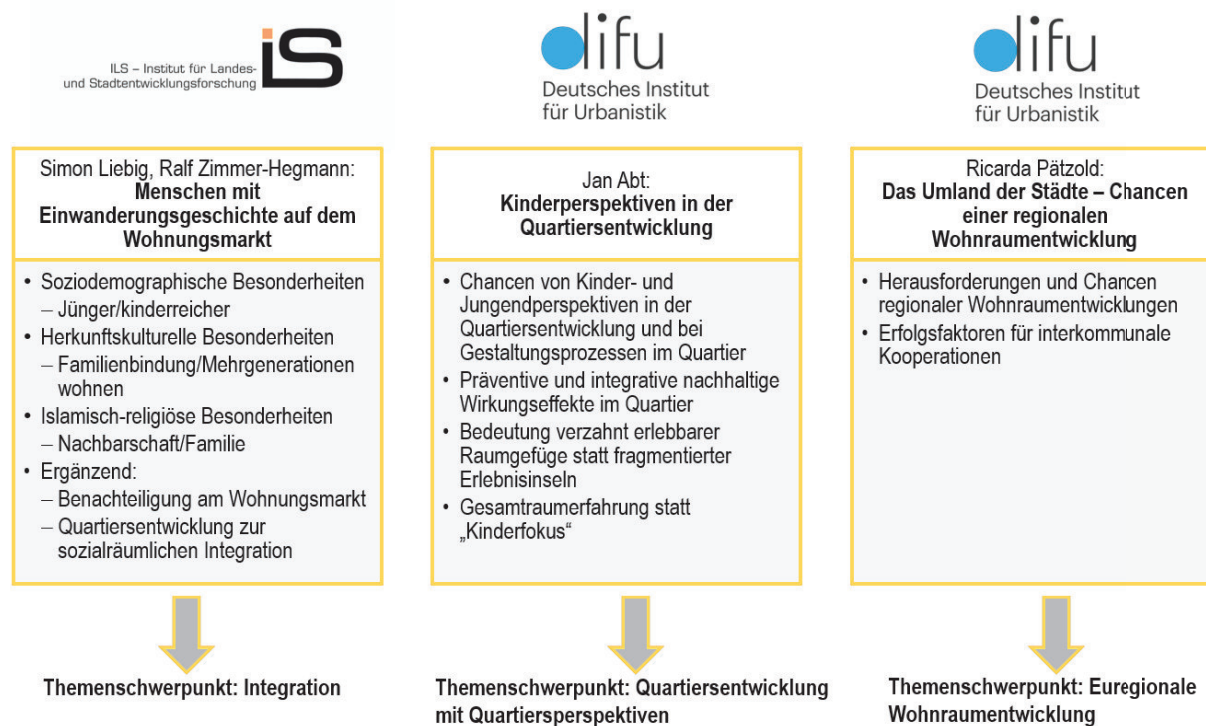 ILS – Institut für Landes-
und Stadtentwicklungsforschung
iLS
Simon Liebig, Ralf Zimmer-Hegmann:
Menschen mit
Einwanderungsgeschichte auf dem
Wohnungsmarkt
• Soziodemographische Besonderheiten
– Jünger/kinderreicher
• Herkunftskulturelle Besonderheiten
– Familienbindung/Mehrgenerationen
wohnen
• Islamisch-religiöse Besonderheiten
– Nachbarschaft/Familie
• Ergänzend:
– Benachteiligung am Wohnungsmarkt
– Quartiersentwicklung zur
sozialräumlichen Integration
Themenschwerpunkt: Integration
difu
Deutsches Institut
für Urbanistik
Jan Abt:
Kinderperspektiven in der
Quartiersentwicklung
• Chancen von Kinder- und
Jugendperspektiven in der
Quartiersentwicklung und bei
Gestaltungsprozessen im Quartier
• Präventive und integrative nachhaltige
Wirkungseffekte im Quartier
• Bedeutung verzahnt erlebbarer
Raumgefüge statt fragmentierter
Erlebnisinseln
• Gesamtraumerfahrung statt
„Kinderfokus“
Themenschwerpunkt: Quartiersentwicklung
mit Quartiersperspektiven
difu
Deutsches Institut
für Urbanistik
Ricarda Pätzold:
Das Umland der Städte – Chancen
einer regionalen
Wohnraumentwicklung
• Herausforderungen und Chancen
regionaler Wohnraumentwicklungen
• Erfolgsfaktoren für interkommunale
Kooperationen
Themenschwerpunkt: Euregionale
Wohnraumentwicklung